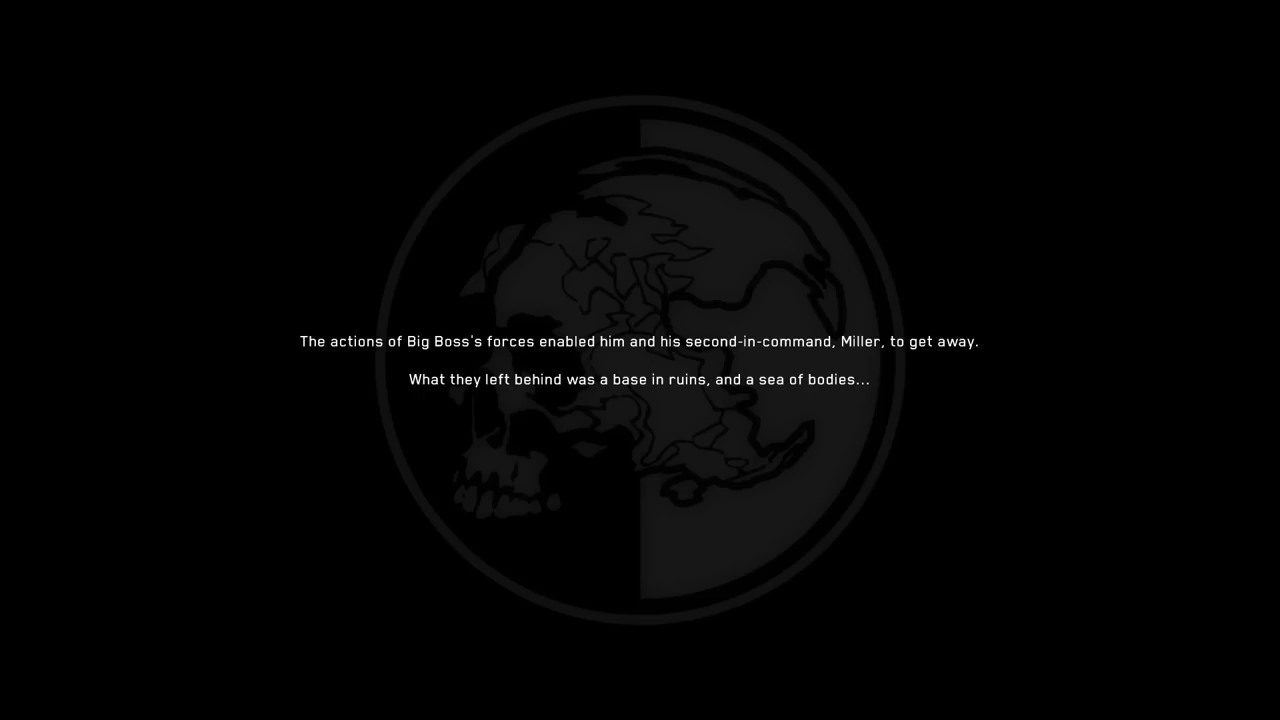 The actions of Big Boss's forces enabled him and his second-in-command, Miller, to get away.
What they left behind was a base in ruins, and a sea of bodies...